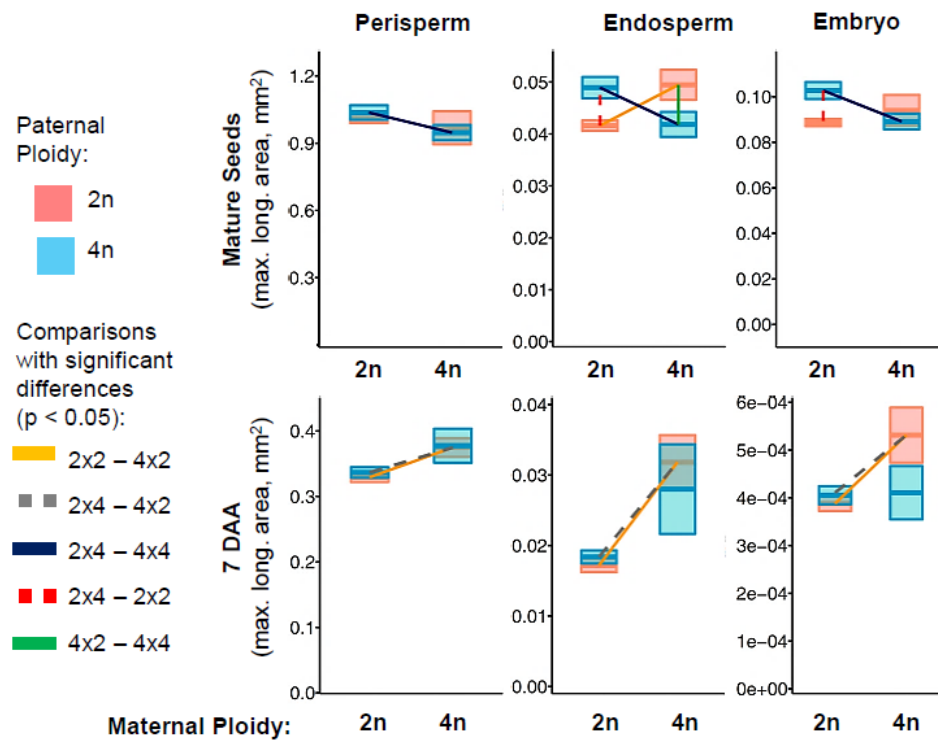 Perisperm Endosperm Embryo
Paternal
Ploidy:
2n
4n
Comparisons
with significant
differences
(p < 0.05):
2x2 – 4x2
2x4 – 4x2
2x4 – 4x4
2x4 – 2x2
4x2 – 4x4
Mature Seeds
(max. long. area, mm²)
1.2
0.9
0.6
0.3
0.05
0.04
0.03
0.02
0.01
0.00
0.10
0.08
0.06
0.04
0.02
0.00
2n 4n 2n 4n 2n 4n
7 DAA
(max. long. area, mm²)
0.4
0.3
0.2
0.1
0.0
0.04
0.03
0.02
0.01
0.00
6e−04
5e−04
4e−04
3e−04
2e−04
1e−04
0e+00
Maternal Ploidy: 2n 4n 2n 4n 2n 4n